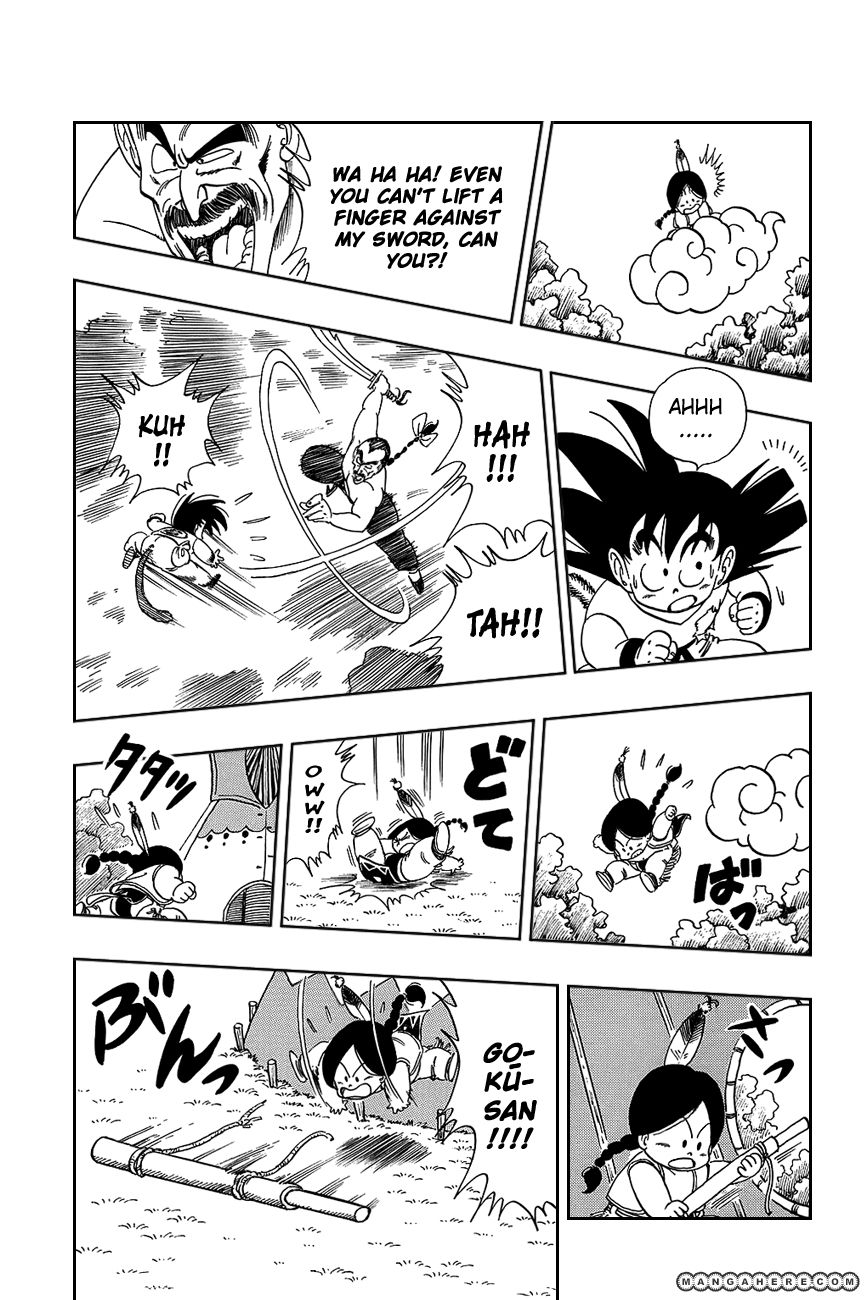 WA HA HA! EVEN
YOU CAN'T LIFT A
FINGER AGAINST
MY SWORD, CAN
YOU?!
KUH
!!
HAH
!!!
TAH!!
AHHH
.....
タタッ
OWW!!
どて
ばっ
ぶんっ
GO-
KŪ-
SAN
!!!!
さっ
MANGAHERE.COM